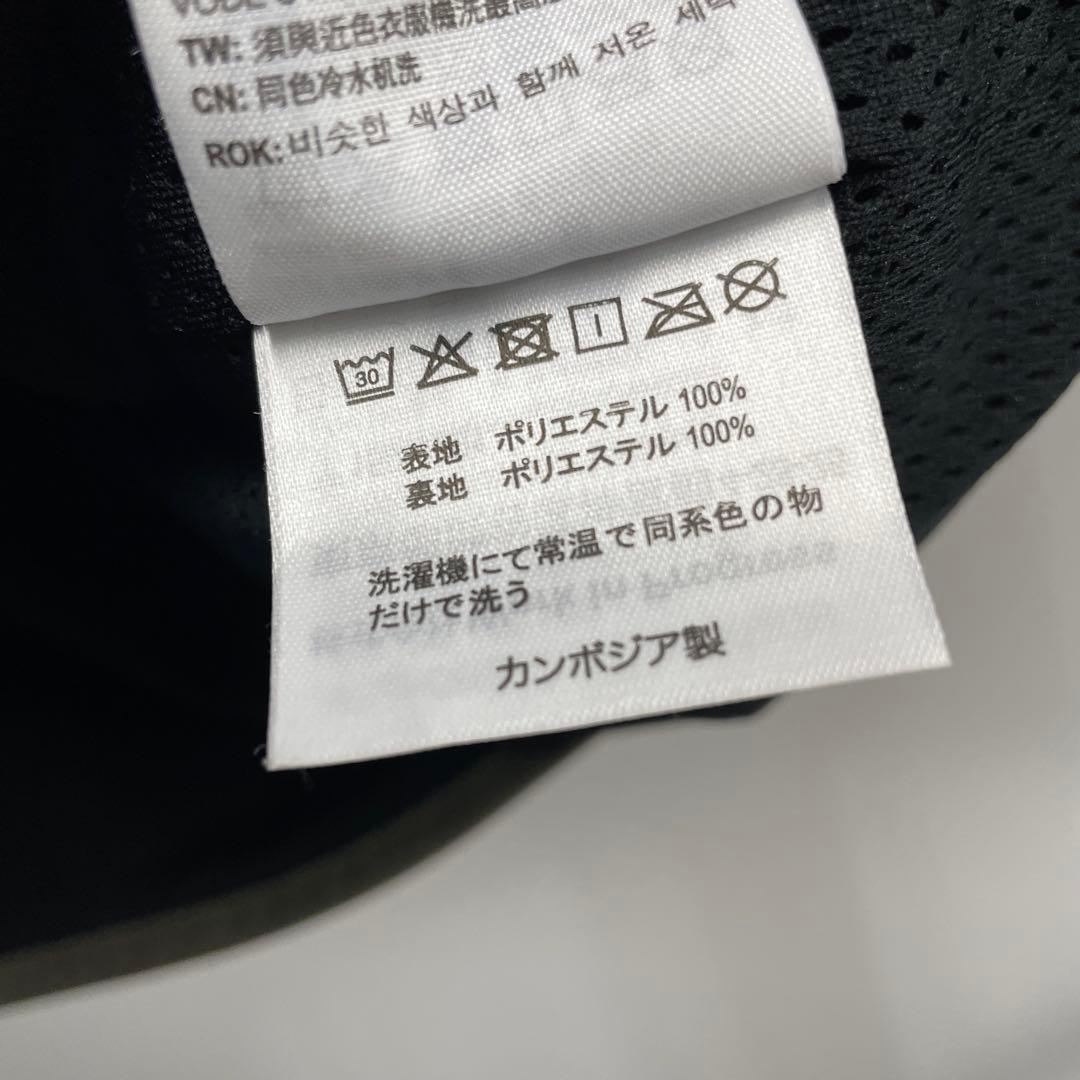 TW: 須與近色衣服機洗最高溫
CN: 同色冷水机洗
ROK: 비슷한 색상과 함께 저온 세탁
30
表地 ポリエステル 100%
裏地 ポリエステル 100%
洗濯機にて常温で同系色の物
だけで洗う
カンボジア製